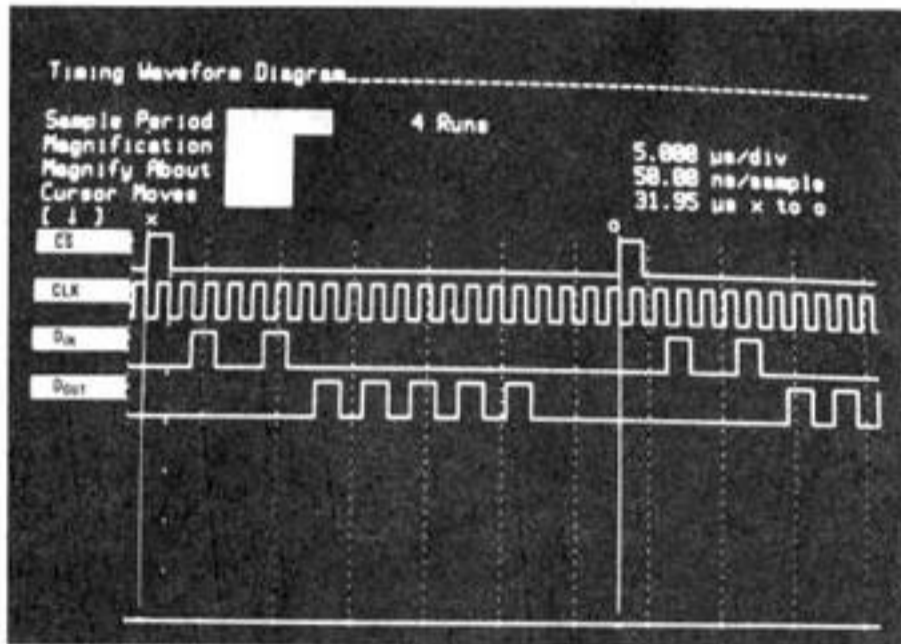 Timing Waveform Diagram
Sample Period
4 Runs
Magnification
5.000 µs/div
Magnify About
50.00 ns/sample
Cursor Moves
31.95 µs x to o
[ ↓ ]
x
o
CS
CLK
DIN
DOUT